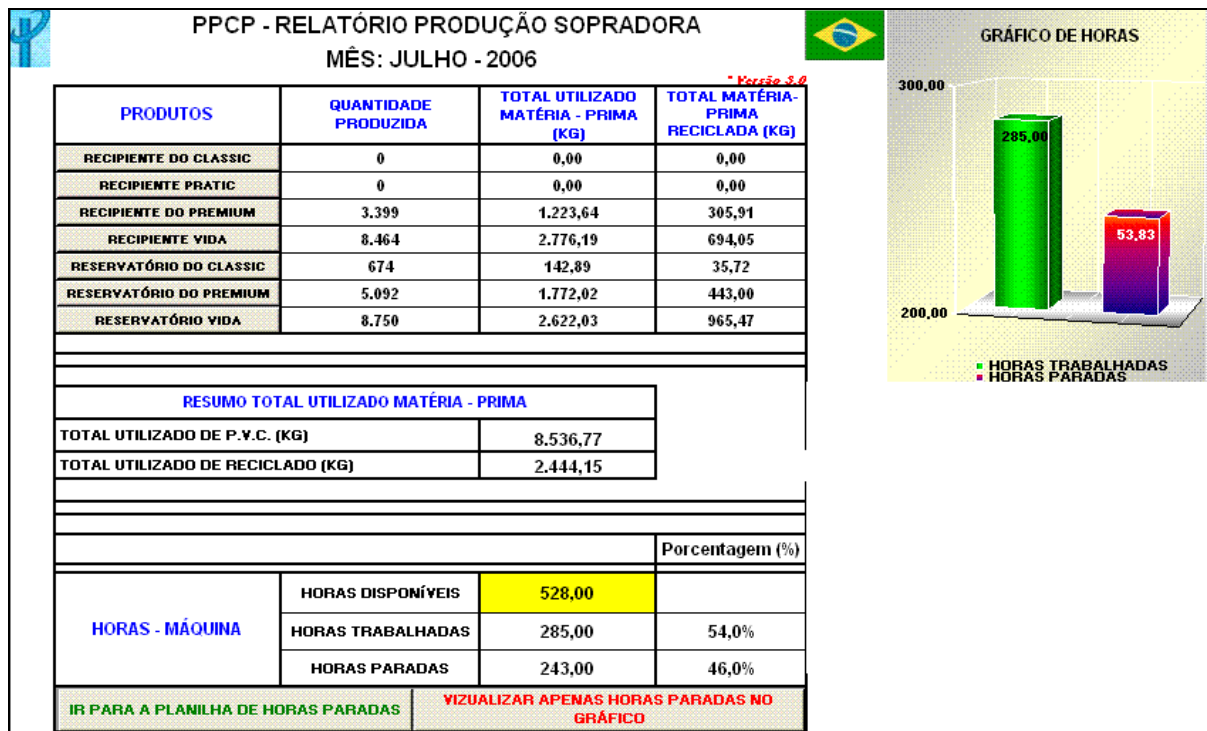 PPCP - RELATÓRIO PRODUÇÃO SOPRADORA
MÊS: JULHO - 2006
* Versão 3.0
PRODUTOS
QUANTIDADE
PRODUZIDA
TOTAL UTILIZADO
MATÉRIA - PRIMA
(KG)
TOTAL MATÉRIA-
PRIMA
RECICLADA (KG)
RECIPIENTE DO CLASSIC 0 0,00 0,00
RECIPIENTE PRATIC 0 0,00 0,00
RECIPIENTE DO PREMIUM 3.399 1.223,64 305,91
RECIPIENTE VIDA 8.464 2.776,19 694,05
RESERVATÓRIO DO CLASSIC 674 142,89 35,72
RESERVATÓRIO DO PREMIUM 5.092 1.772,02 443,00
RESERVATÓRIO VIDA 8.750 2.622,03 965,47
RESUMO TOTAL UTILIZADO MATÉRIA - PRIMA
TOTAL UTILIZADO DE P.V.C. (KG) 8.536,77
TOTAL UTILIZADO DE RECICLADO (KG) 2.444,15
Porcentagem (%)
HORAS - MÁQUINA
HORAS DISPONÍVEIS 528,00
HORAS TRABALHADAS 285,00 54,0%
HORAS PARADAS 243,00 46,0%
IR PARA A PLANILHA DE HORAS PARADAS
VIZUALIZAR APENAS HORAS PARADAS NO
GRÁFICO
GRÁFICO DE HORAS
300,00
285,00
53,83
200,00
HORAS TRABALHADAS
HORAS PARADAS